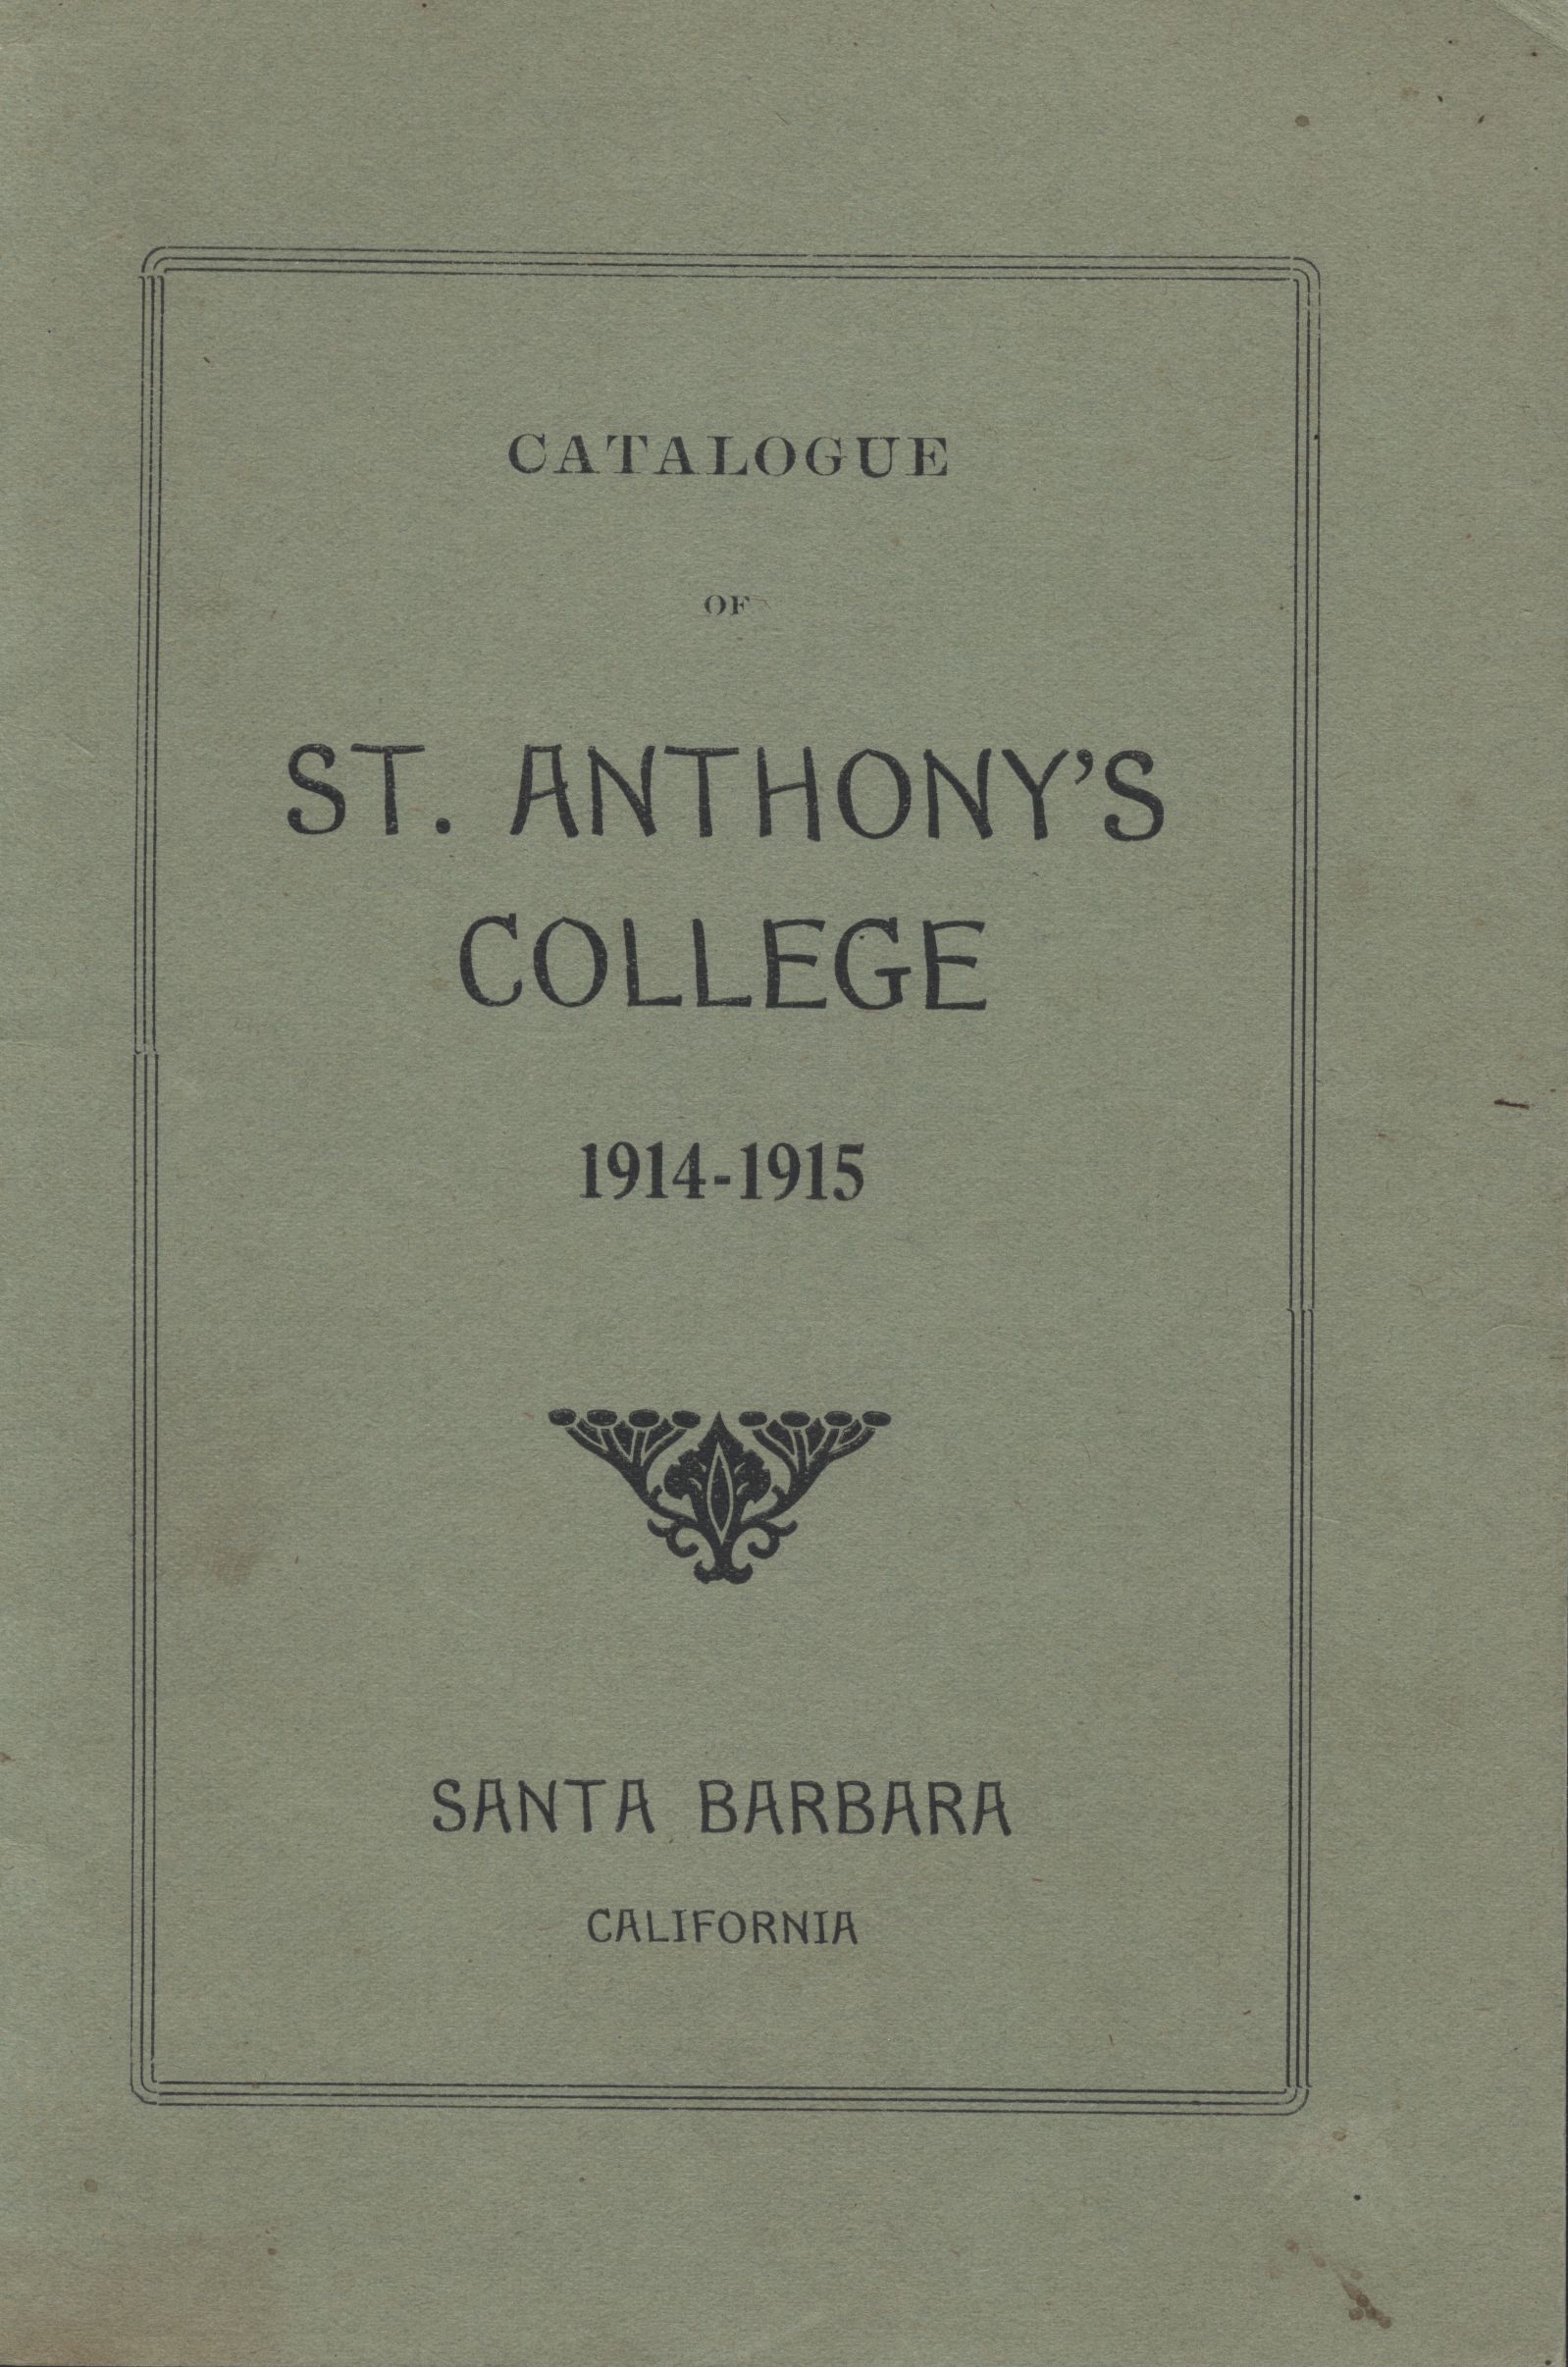 CATALOGUE
OF
ST. ANTHONY'S
COLLEGE
1914-1915
SANTA BARBARA
CALIFORNIA